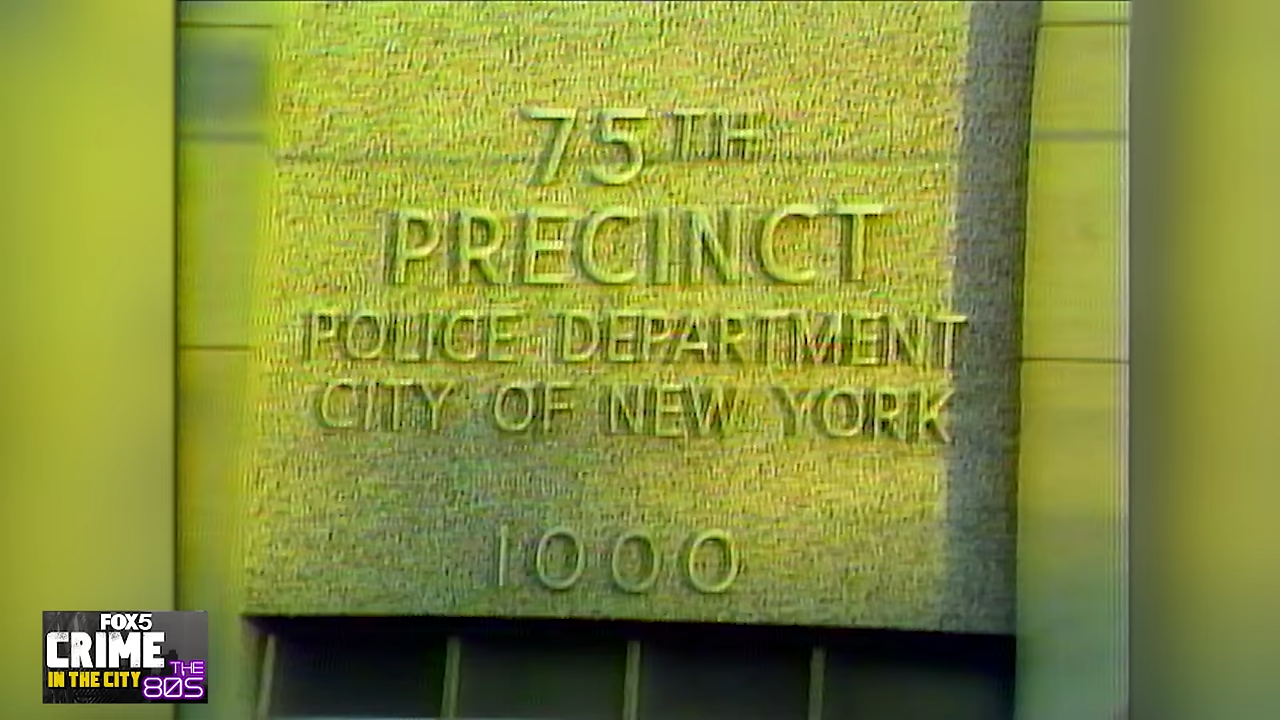 75TH
PRECINCT
POLICE DEPARTMENT
CITY OF NEW YORK
1000
FOX5
CRIME
IN THE CITY
THE
80S